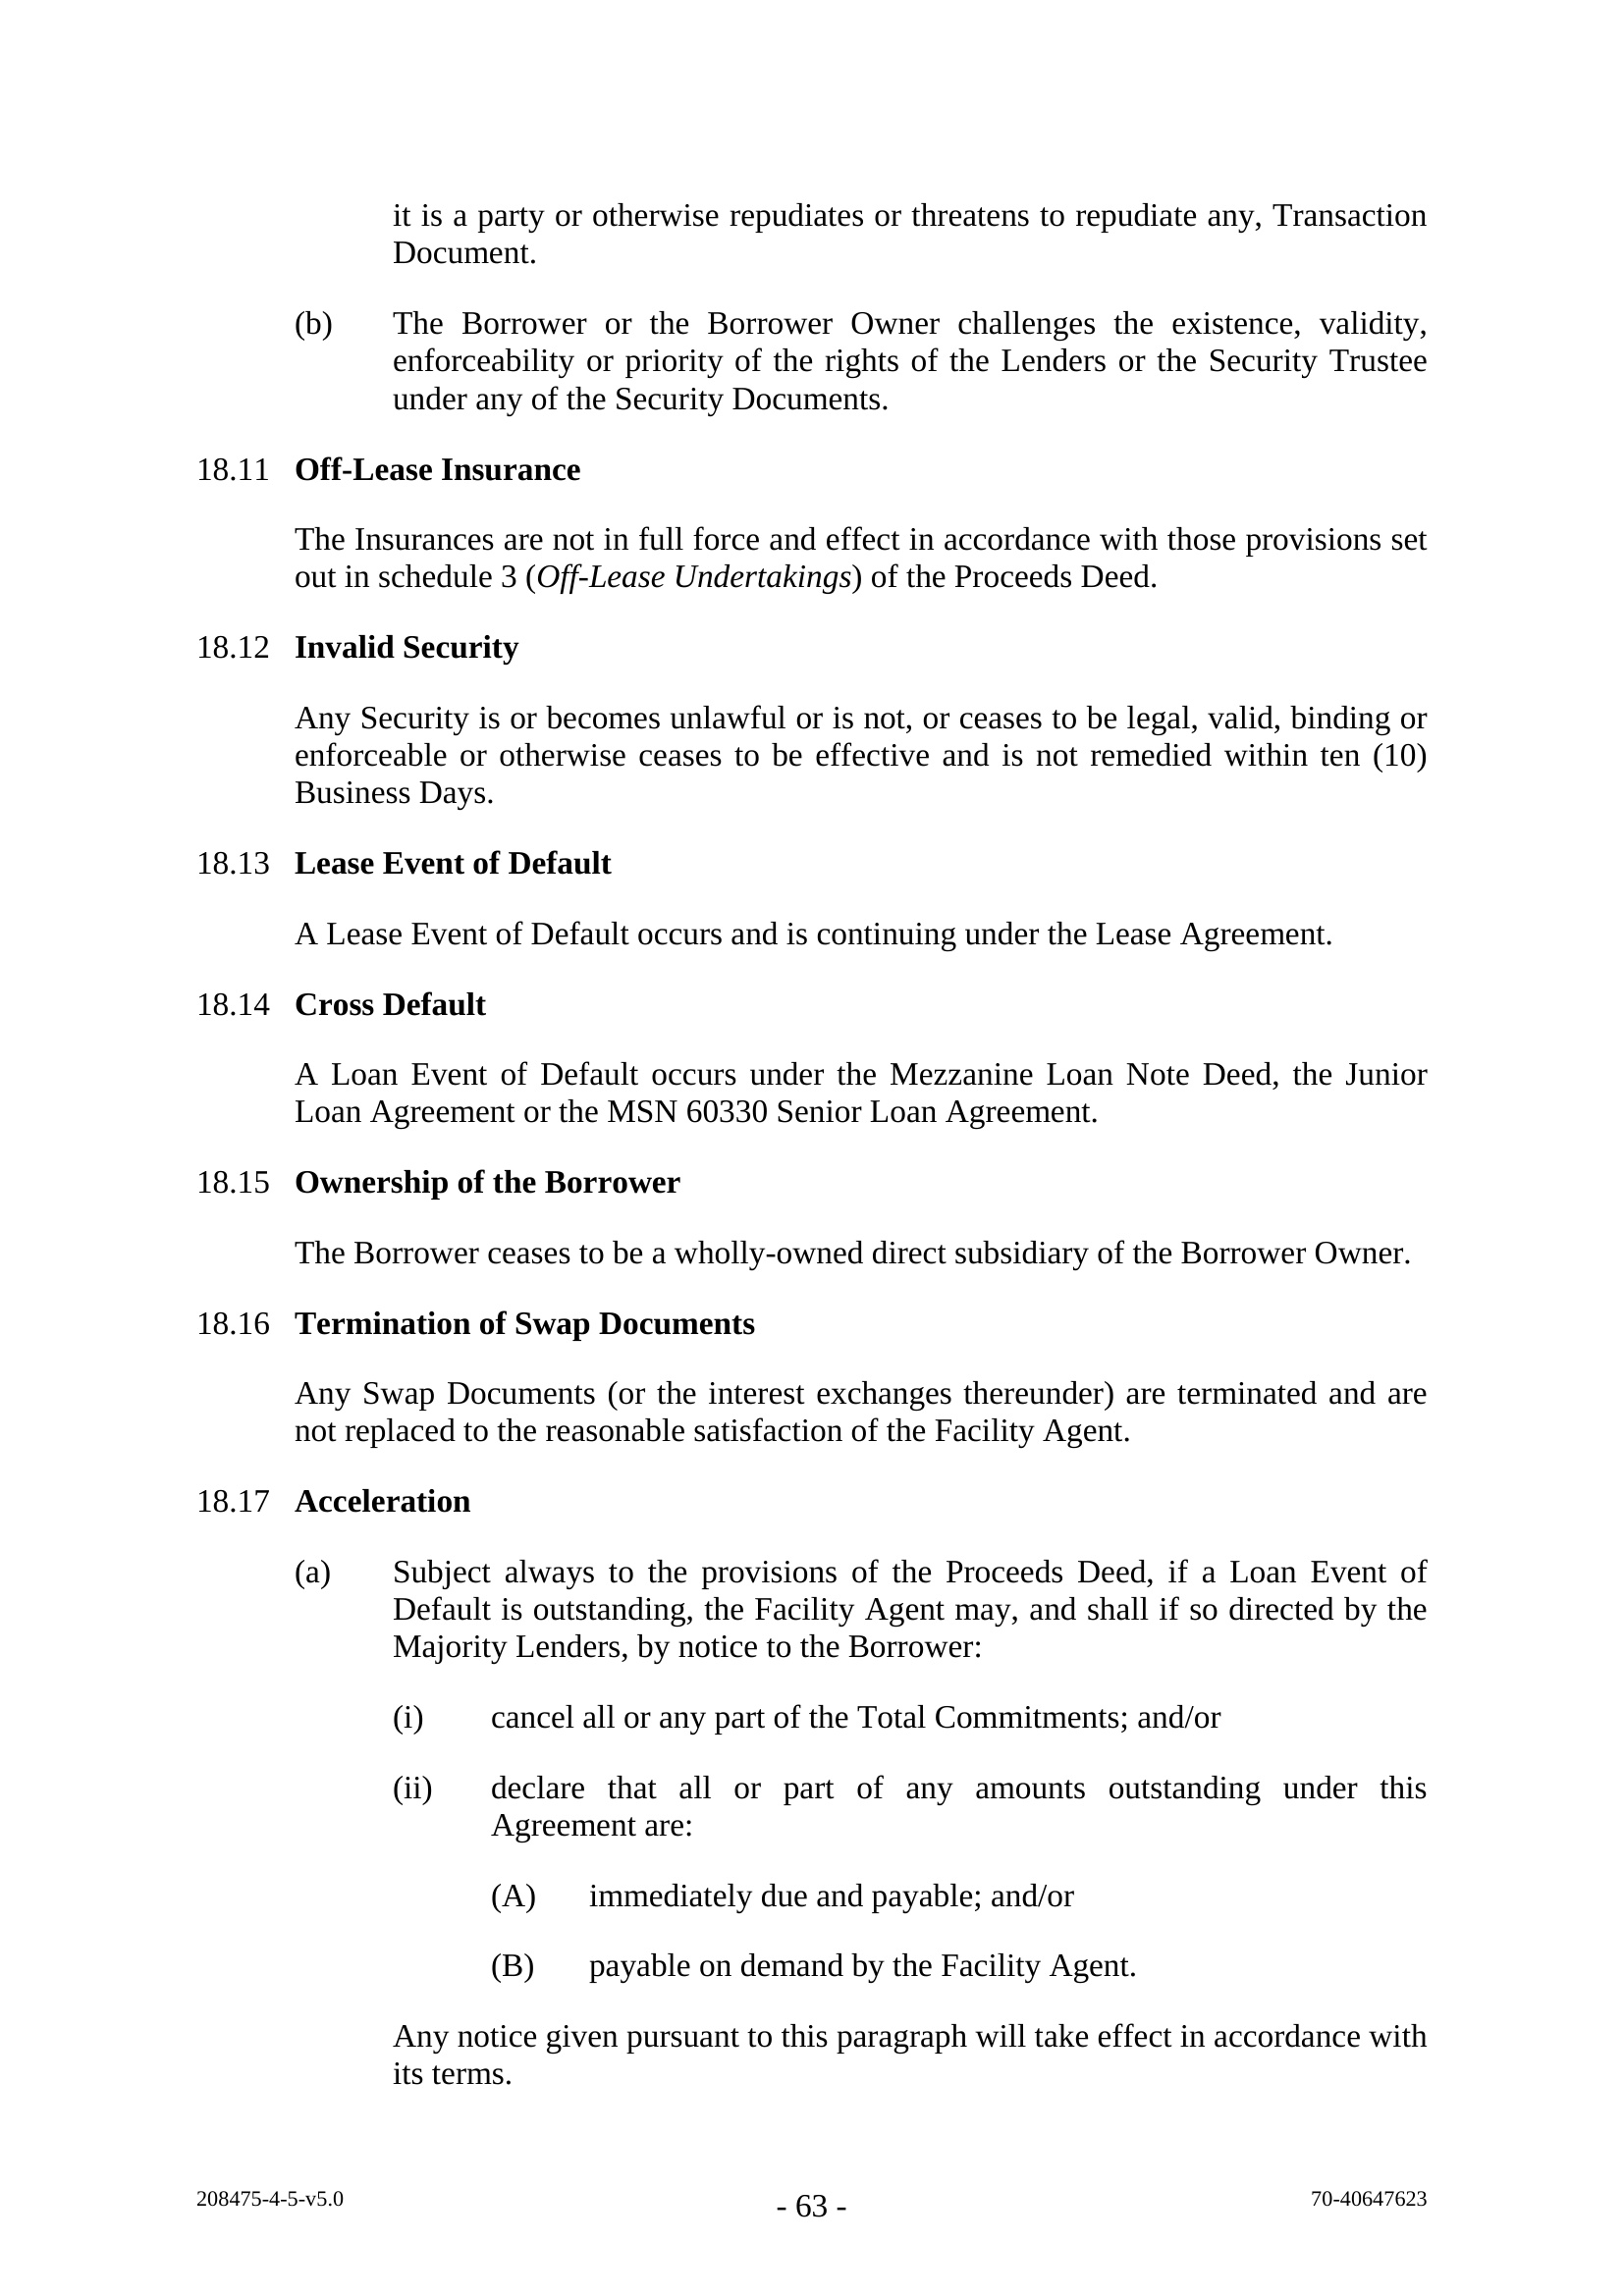 it is a party or otherwise repudiates or threatens to repudiate any, Transaction
Document.
(b) The Borrower or the Borrower Owner challenges the existence, validity,
enforceability or priority of the rights of the Lenders or the Security Trustee
under any of the Security Documents.
18.11 Off-Lease Insurance
The Insurances are not in full force and effect in accordance with those provisions set
out in schedule 3 (Off-Lease Undertakings) of the Proceeds Deed.
18.12 Invalid Security
Any Security is or becomes unlawful or is not, or ceases to be legal, valid, binding or
enforceable or otherwise ceases to be effective and is not remedied within ten (10)
Business Days.
18.13 Lease Event of Default
A Lease Event of Default occurs and is continuing under the Lease Agreement.
18.14 Cross Default
A Loan Event of Default occurs under the Mezzanine Loan Note Deed, the Junior
Loan Agreement or the MSN 60330 Senior Loan Agreement.
18.15 Ownership of the Borrower
The Borrower ceases to be a wholly-owned direct subsidiary of the Borrower Owner.
18.16 Termination of Swap Documents
Any Swap Documents (or the interest exchanges thereunder) are terminated and are
not replaced to the reasonable satisfaction of the Facility Agent.
18.17 Acceleration
(a) Subject always to the provisions of the Proceeds Deed, if a Loan Event of
Default is outstanding, the Facility Agent may, and shall if so directed by the
Majority Lenders, by notice to the Borrower:
(i) cancel all or any part of the Total Commitments; and/or
(ii) declare that all or part of any amounts outstanding under this
Agreement are:
(A) immediately due and payable; and/or
(B) payable on demand by the Facility Agent.
Any notice given pursuant to this paragraph will take effect in accordance with
its terms.
208475-4-5-v5.0 - 63 - 70-40647623